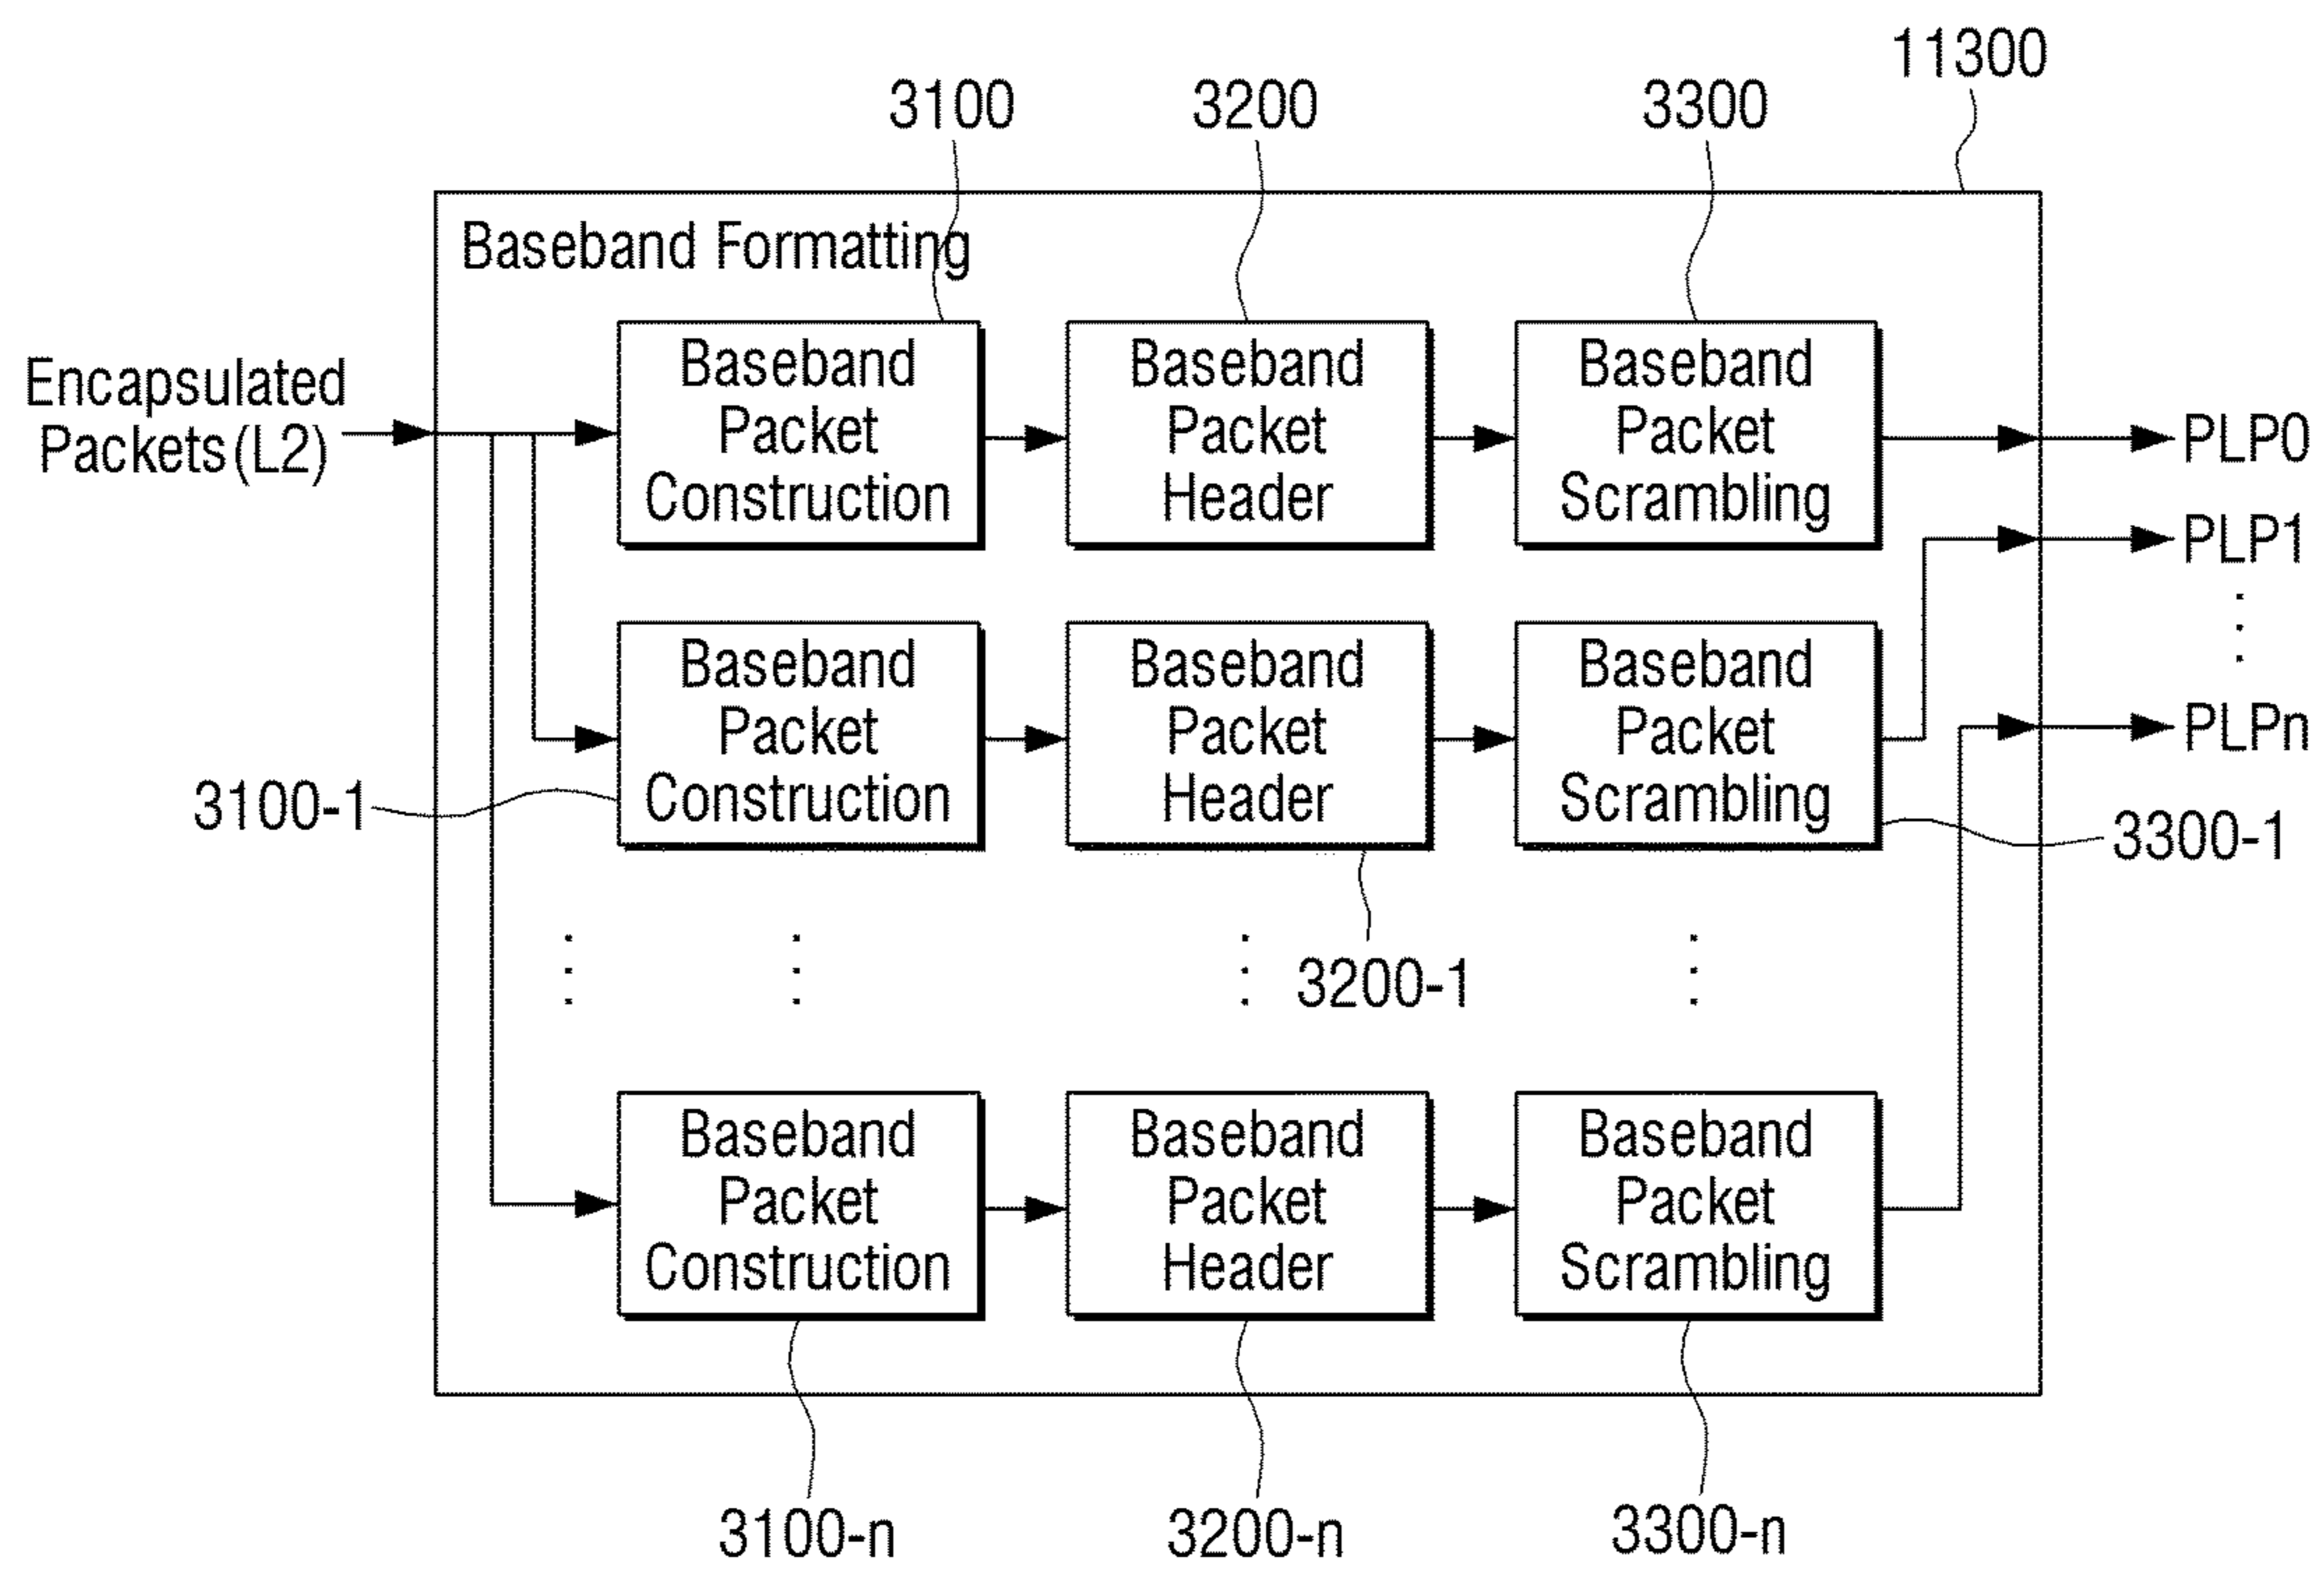 11300
3100
3200
3300
Baseband Formatting
Encapsulated
Packets(L2)
Baseband
Packet
Construction
Baseband
Packet
Header
Baseband
Packet
Scrambling
PLP0
PLP1
PLPn
Baseband
Packet
Construction
Baseband
Packet
Header
Baseband
Packet
Scrambling
3100-1
3300-1
3200-1
Baseband
Packet
Construction
Baseband
Packet
Header
Baseband
Packet
Scrambling
3100-n
3200-n
3300-n